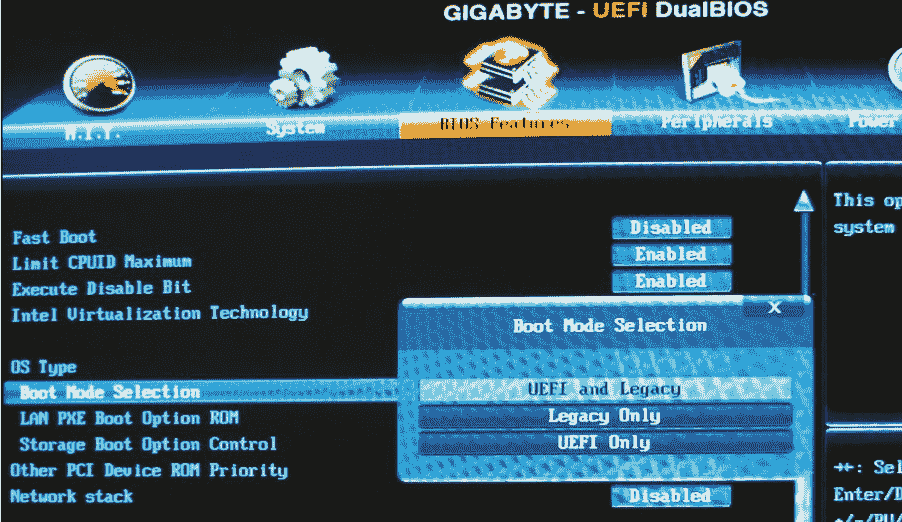 GIGABYTE - UEFI DualBIOS
M.I.T. System BIOS Features Peripherals Power
This op
system
Fast Boot Disabled
Limit CPUID Maximum Enabled
Execute Disable Bit Enabled
Intel Virtualization Technology
X
Boot Mode Selection
OS Type
Boot Mode Selection UEFI and Legacy
LAN PXE Boot Option ROM Legacy Only
Storage Boot Option Control UEFI Only
Other PCI Device ROM Priority
Network stack Disabled
: Sel
Enter/D
+/-/PU/